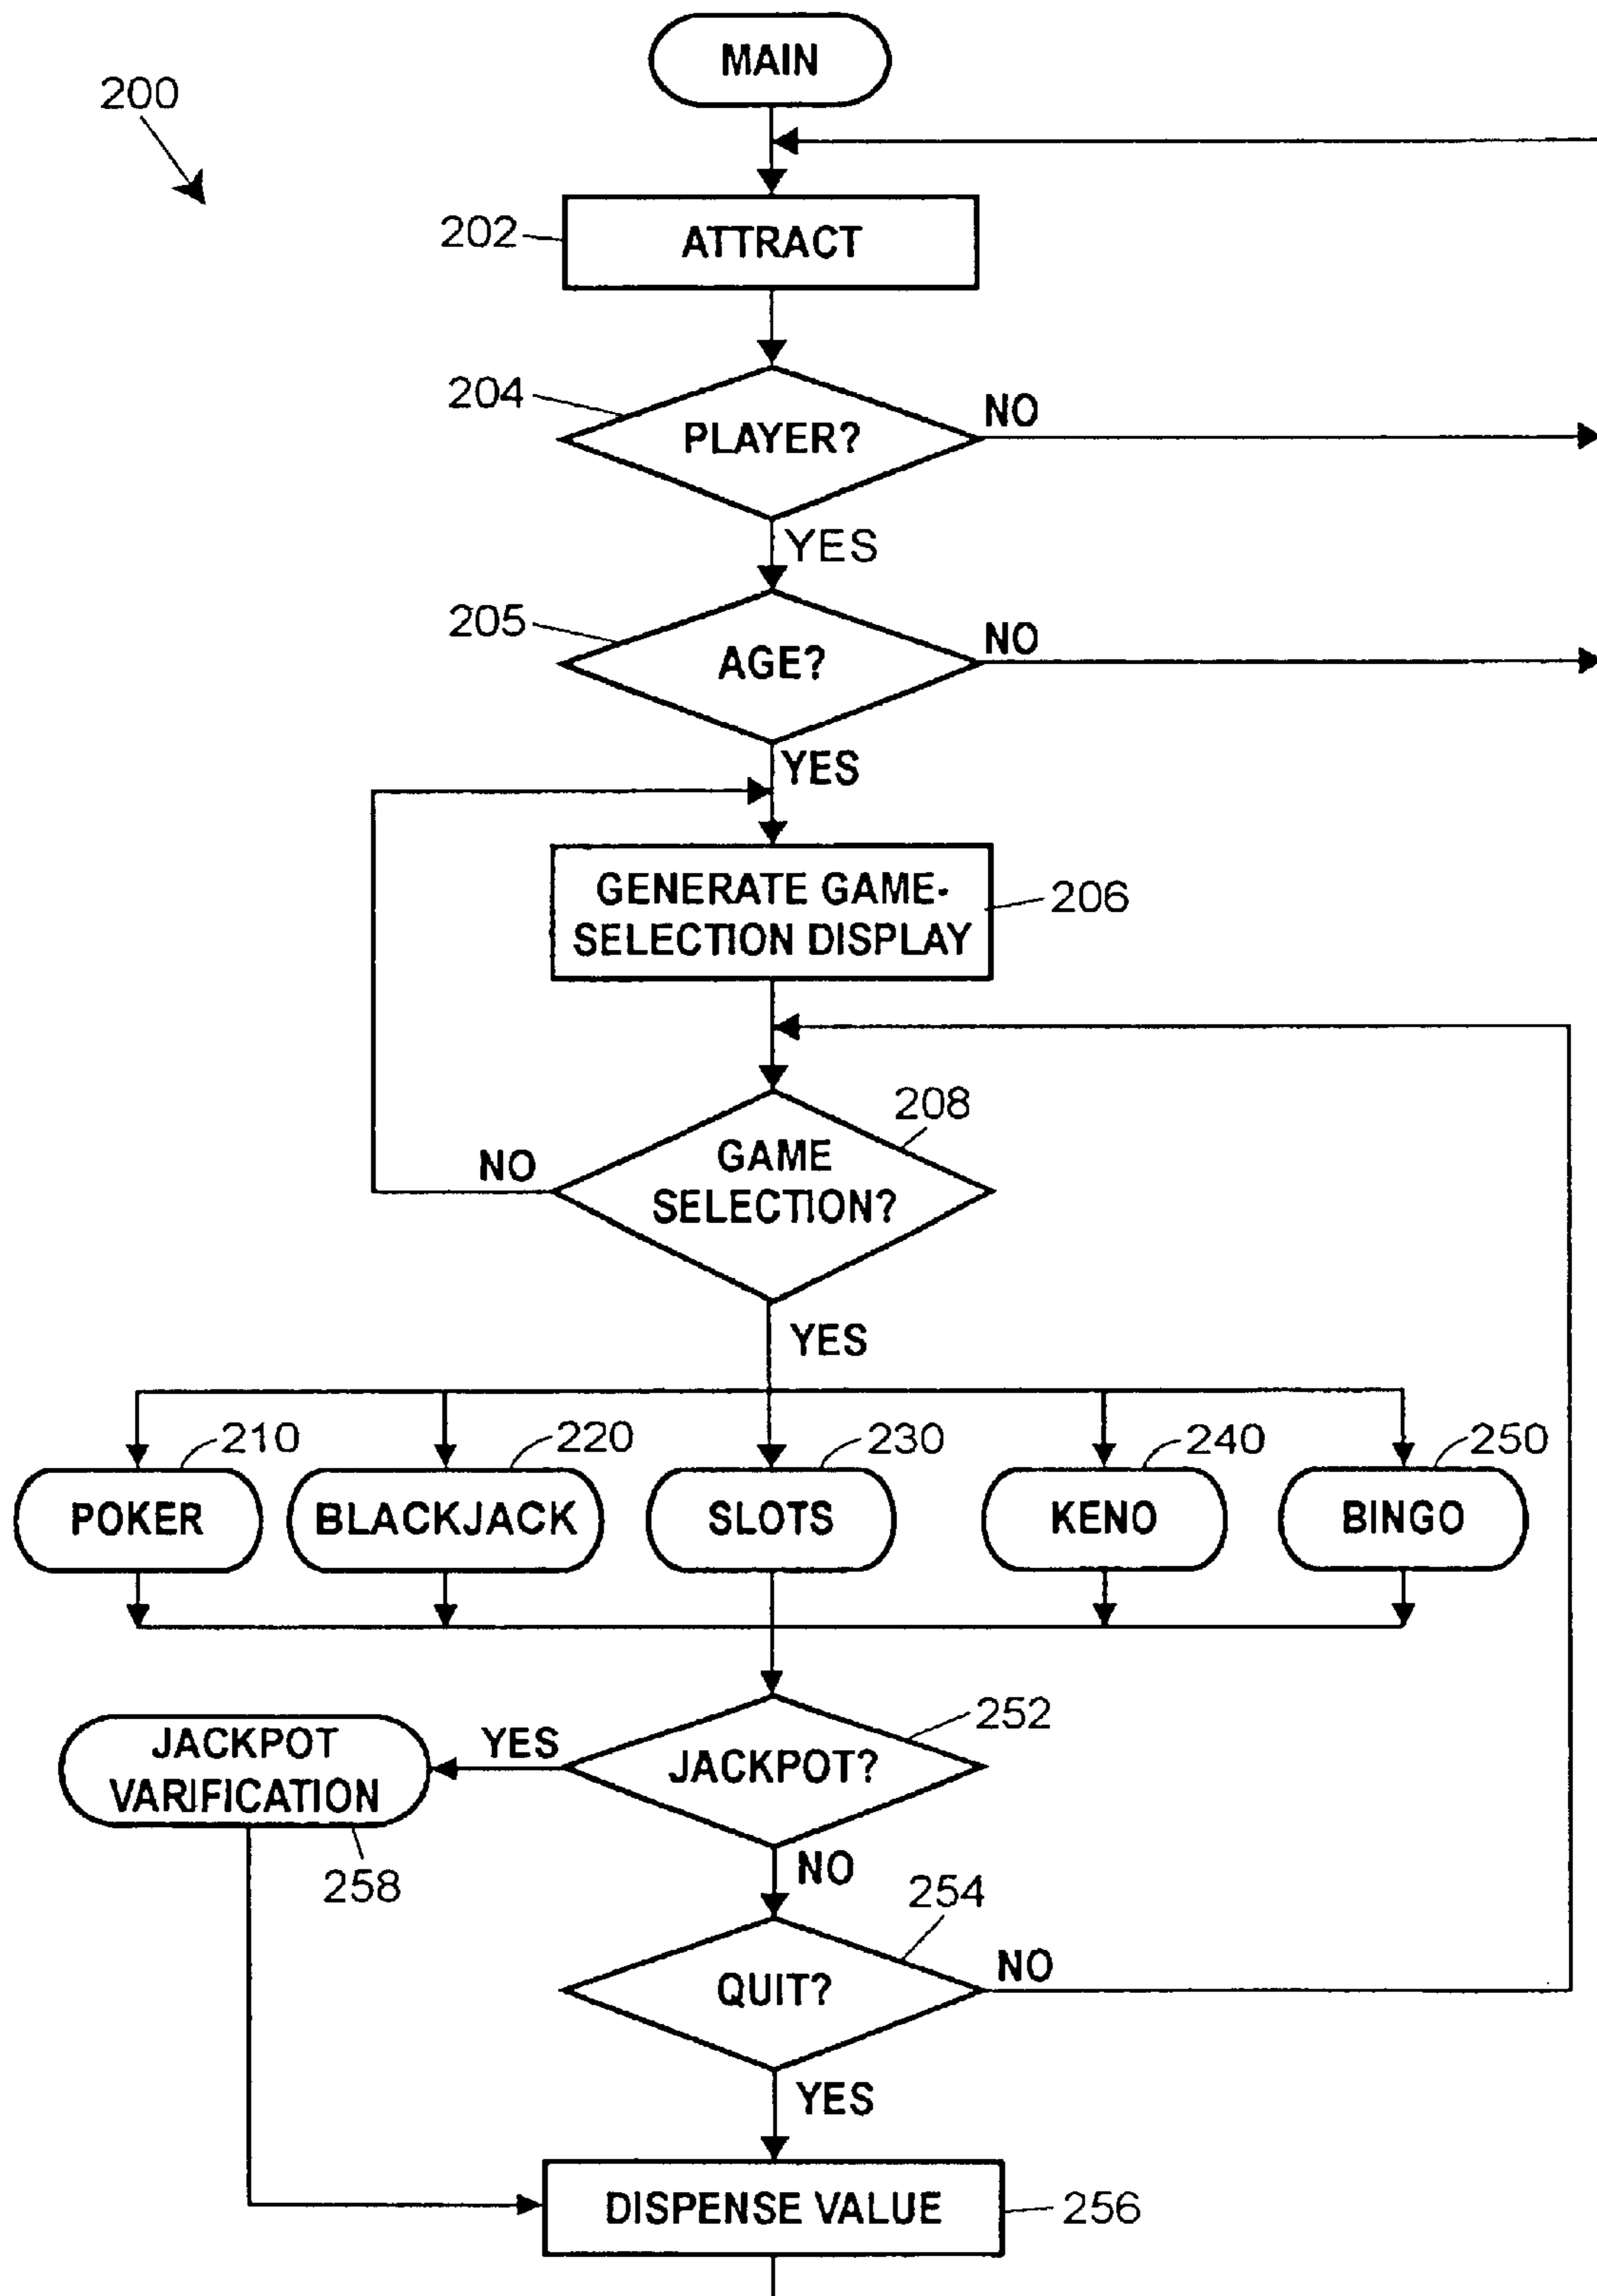 MAIN
200
202
ATTRACT
204
PLAYER?
NO
YES
205
AGE?
NO
YES
GENERATE GAME-
SELECTION DISPLAY
206
208
GAME
SELECTION?
NO
YES
210
220
230
240
250
POKER
BLACKJACK
SLOTS
KENO
BINGO
252
JACKPOT?
YES
JACKPOT
VARIFICATION
258
NO
254
QUIT?
NO
YES
DISPENSE VALUE
256